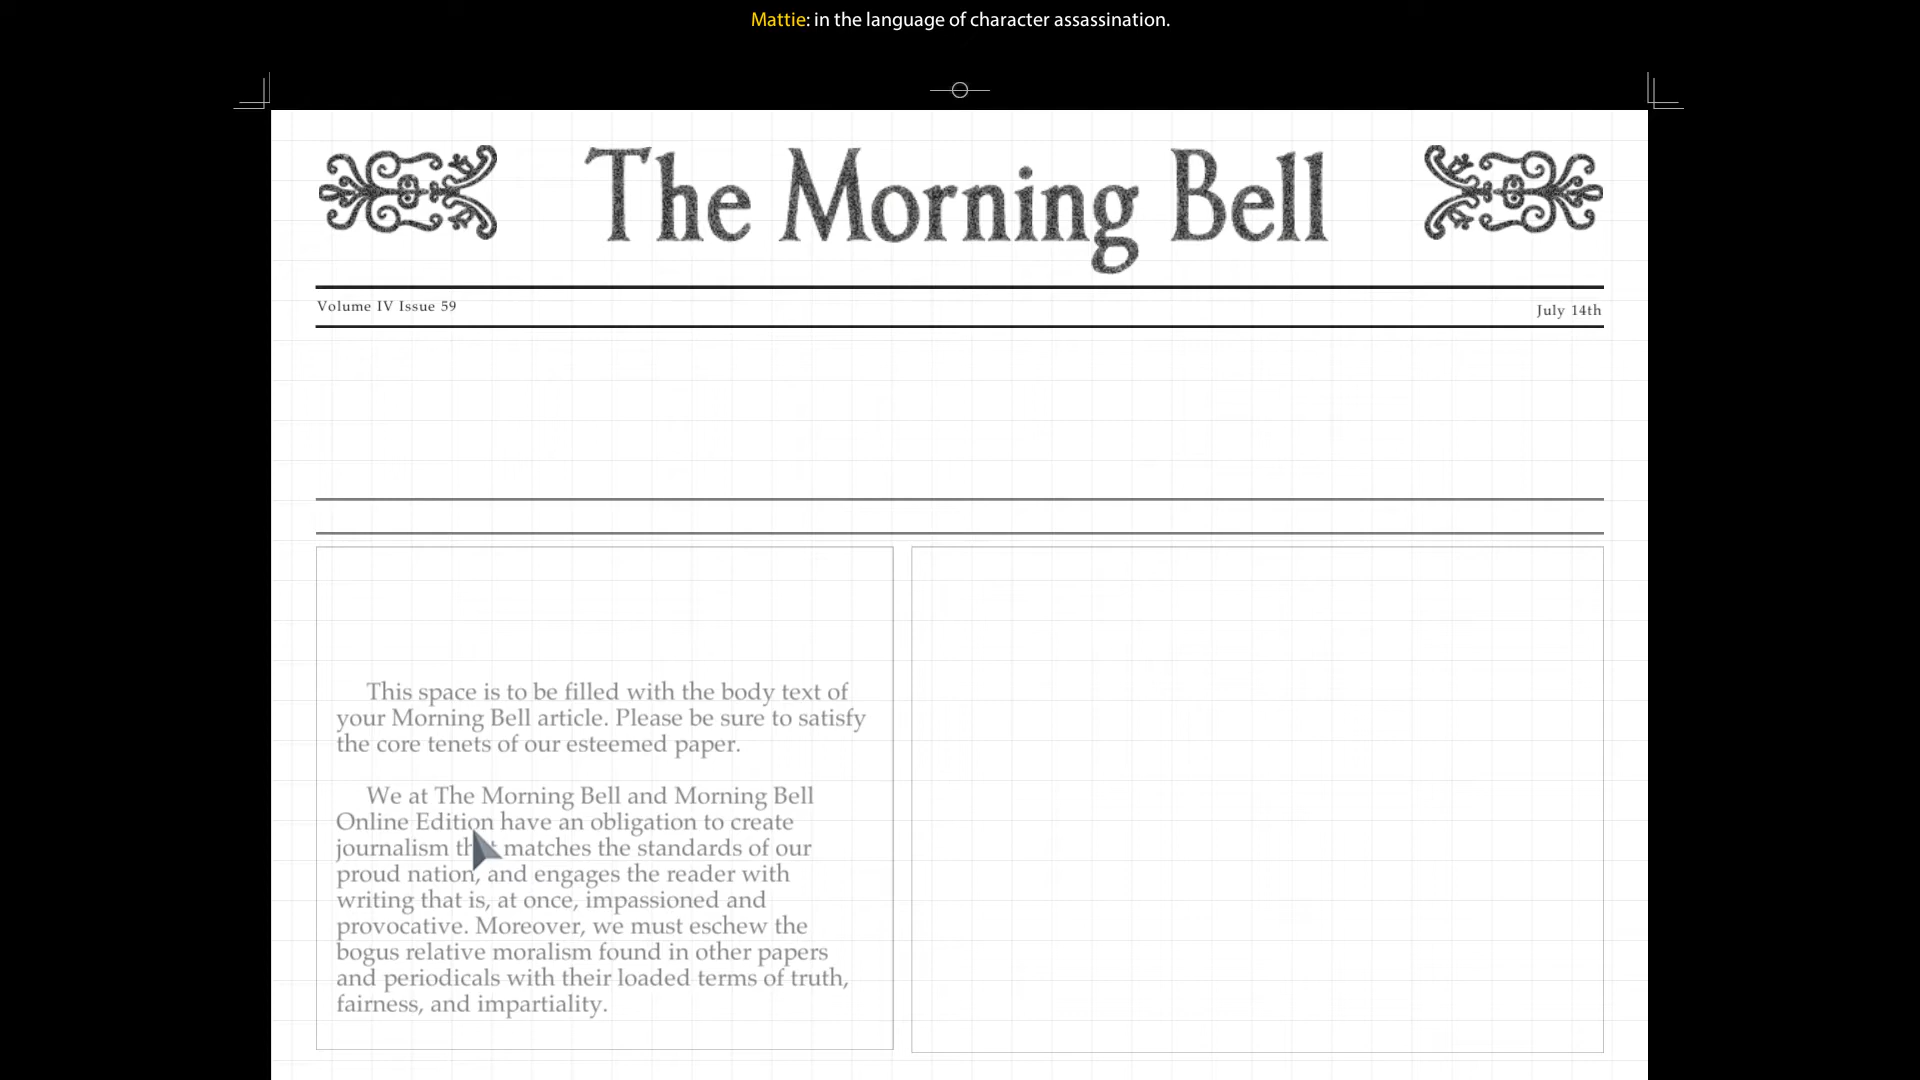 Mattie: in the language of character assassination.
The Morning Bell
Volume IV Issue 59
July 14th
This space is to be filled with the body text of
your Morning Bell article. Please be sure to satisfy
the core tenets of our esteemed paper.
We at The Morning Bell and Morning Bell
Online Edition have an obligation to create
journalism that matches the standards of our
proud nation, and engages the reader with
writing that is, at once, impassioned and
provocative. Moreover, we must eschew the
bogus relative moralism found in other papers
and periodicals with their loaded terms of truth,
fairness, and impartiality.